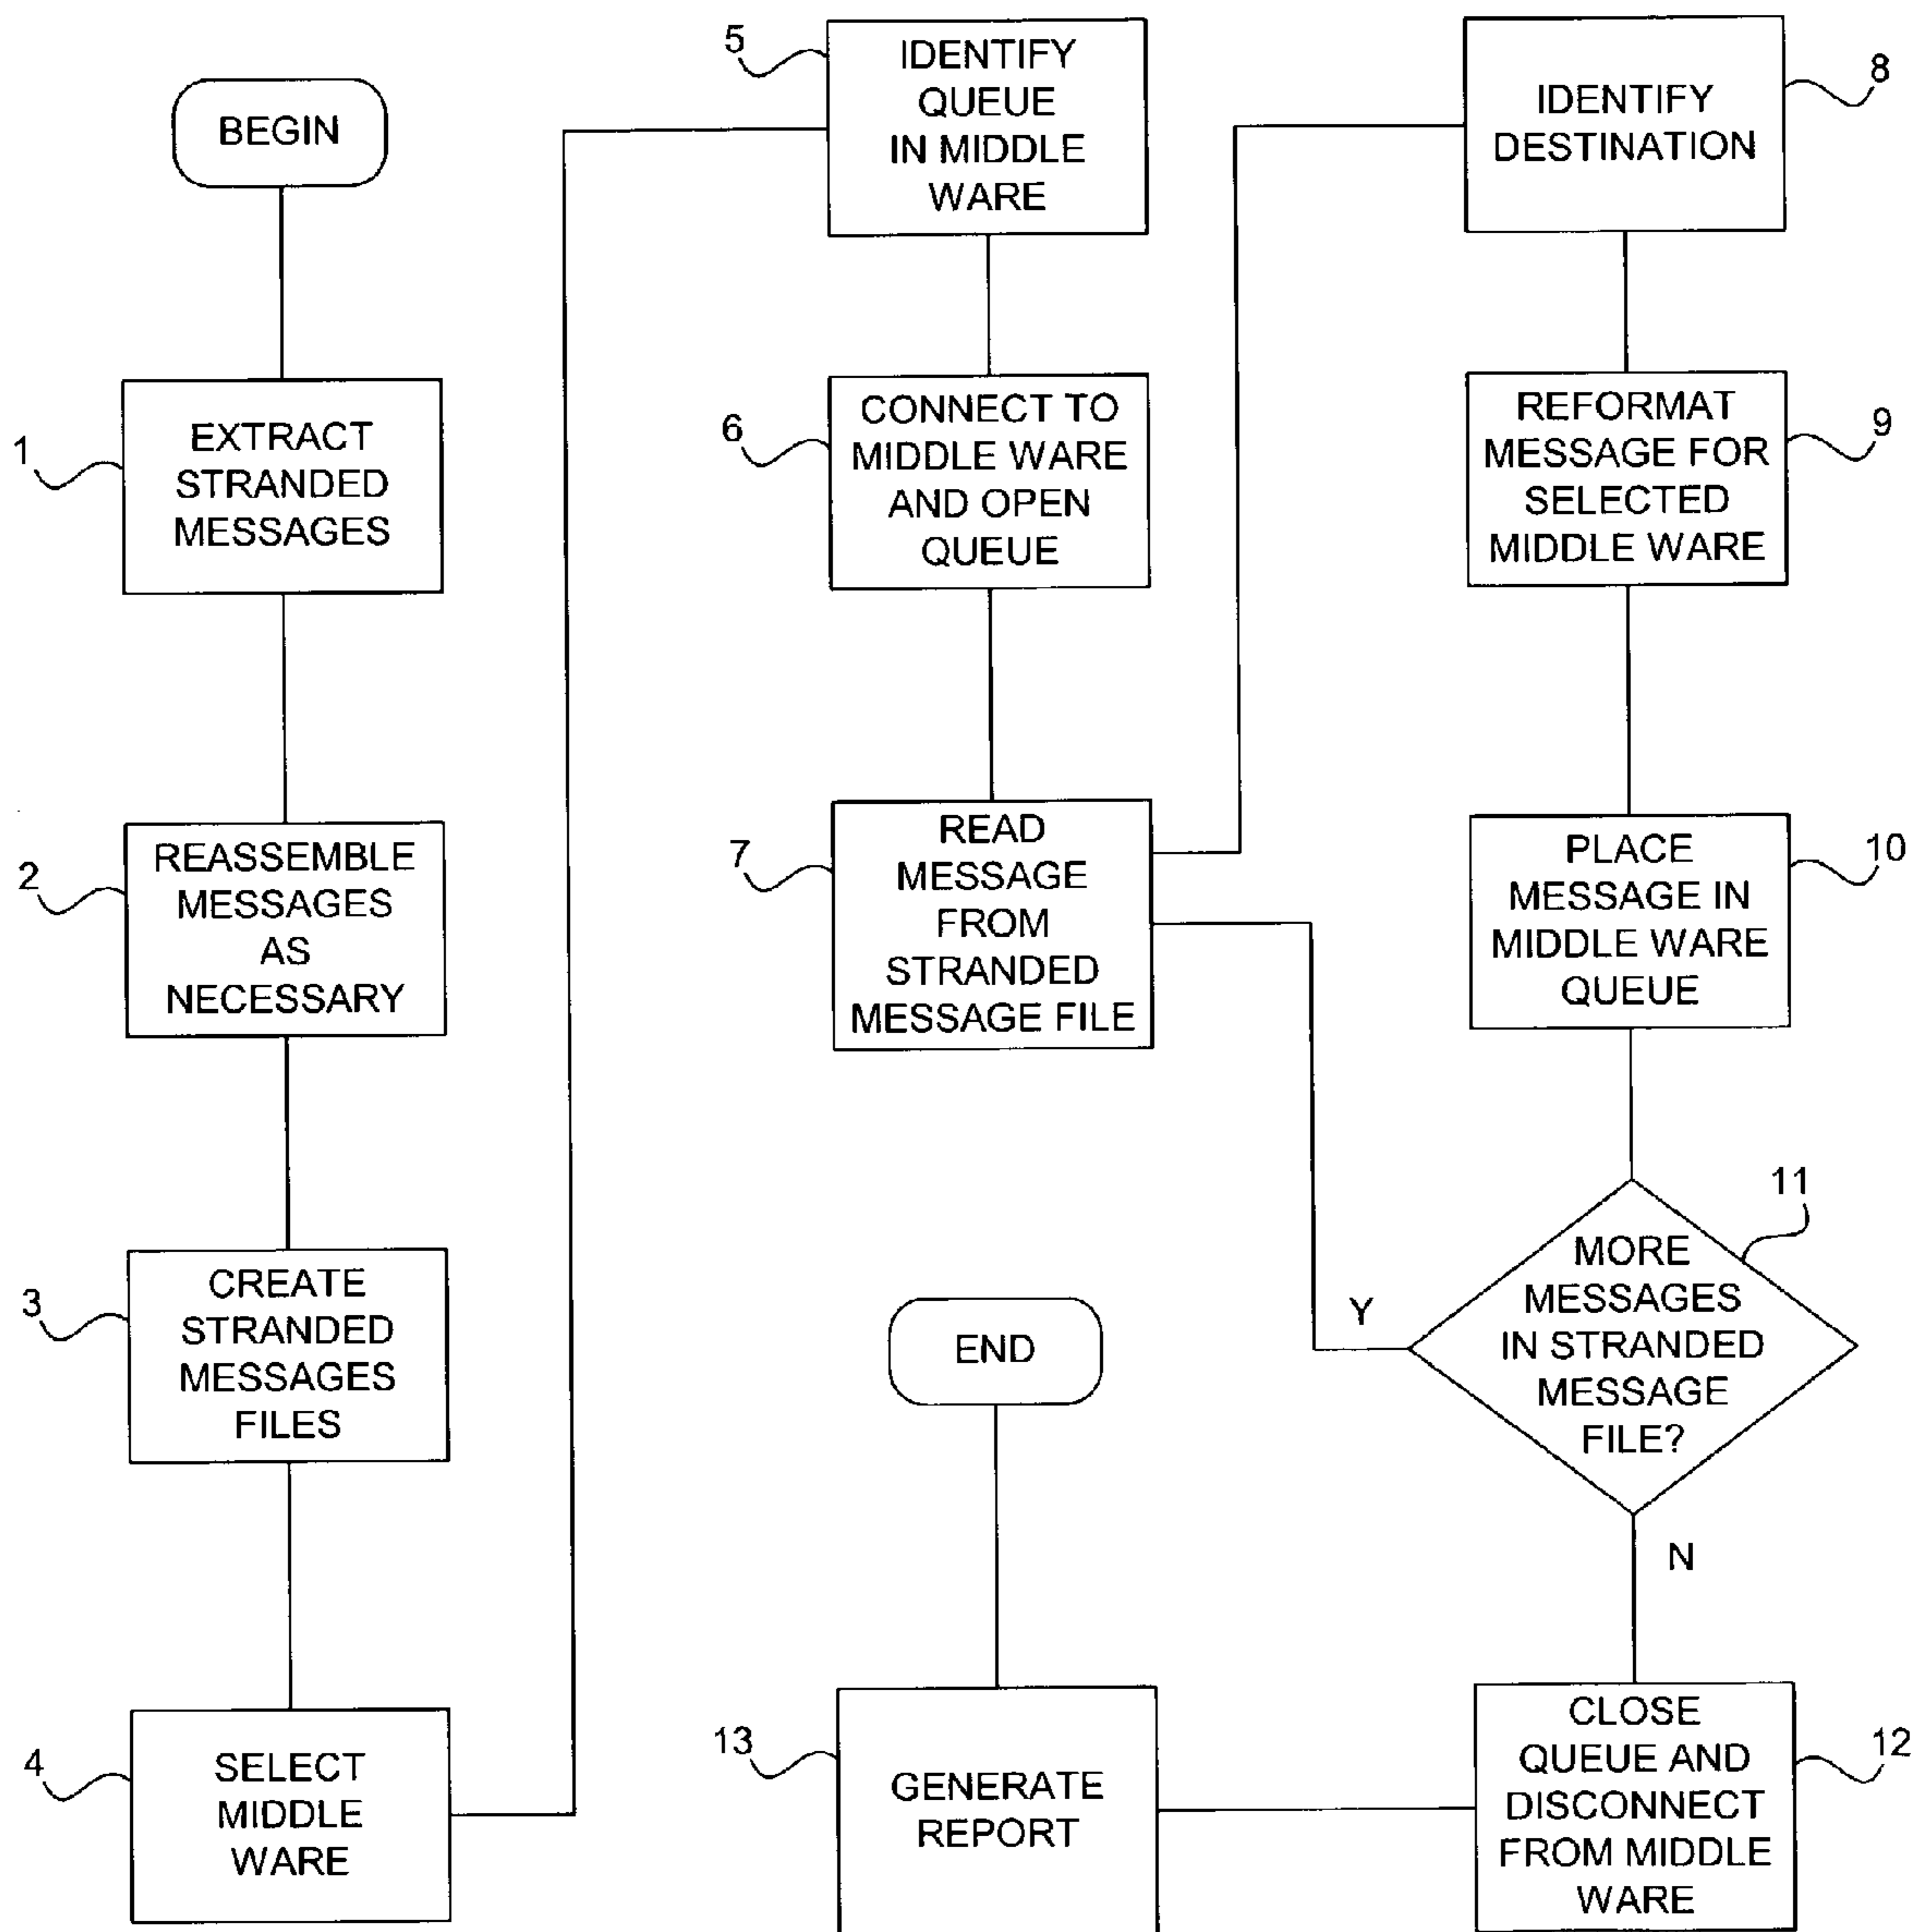 BEGIN
1
EXTRACT
STRANDED
MESSAGES
2
REASSEMBLE
MESSAGES
AS
NECESSARY
3
CREATE
STRANDED
MESSAGES
FILES
4
SELECT
MIDDLE
WARE
5
IDENTIFY
QUEUE
IN MIDDLE
WARE
6
CONNECT TO
MIDDLE WARE
AND OPEN
QUEUE
7
READ
MESSAGE
FROM
STRANDED
MESSAGE FILE
8
IDENTIFY
DESTINATION
9
REFORMAT
MESSAGE FOR
SELECTED
MIDDLE WARE
10
PLACE
MESSAGE IN
MIDDLE WARE
QUEUE
11
MORE
MESSAGES
IN STRANDED
MESSAGE
FILE?
Y
N
12
CLOSE
QUEUE AND
DISCONNECT
FROM MIDDLE
WARE
13
GENERATE
REPORT
END